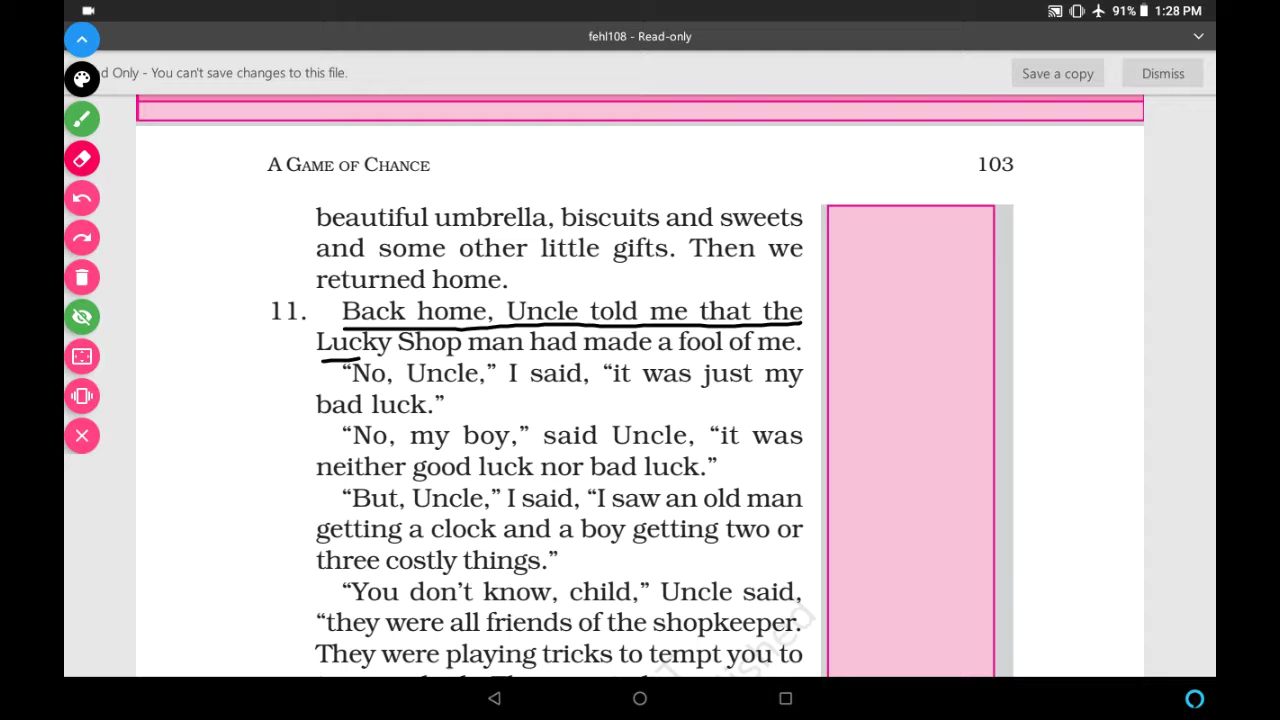 91% 1:28 PM
fehl108 - Read-only
d Only - You can't save changes to this file.
Save a copy
Dismiss
A GAME OF CHANCE
103
beautiful umbrella, biscuits and sweets
and some other little gifts. Then we
returned home.
11. Back home, Uncle told me that the
Lucky Shop man had made a fool of me.
“No, Uncle,” I said, “it was just my
bad luck.”
“No, my boy,” said Uncle, “it was
neither good luck nor bad luck.”
“But, Uncle,” I said, “I saw an old man
getting a clock and a boy getting two or
three costly things.”
“You don’t know, child,” Uncle said,
“they were all friends of the shopkeeper.
They were playing tricks to tempt you to